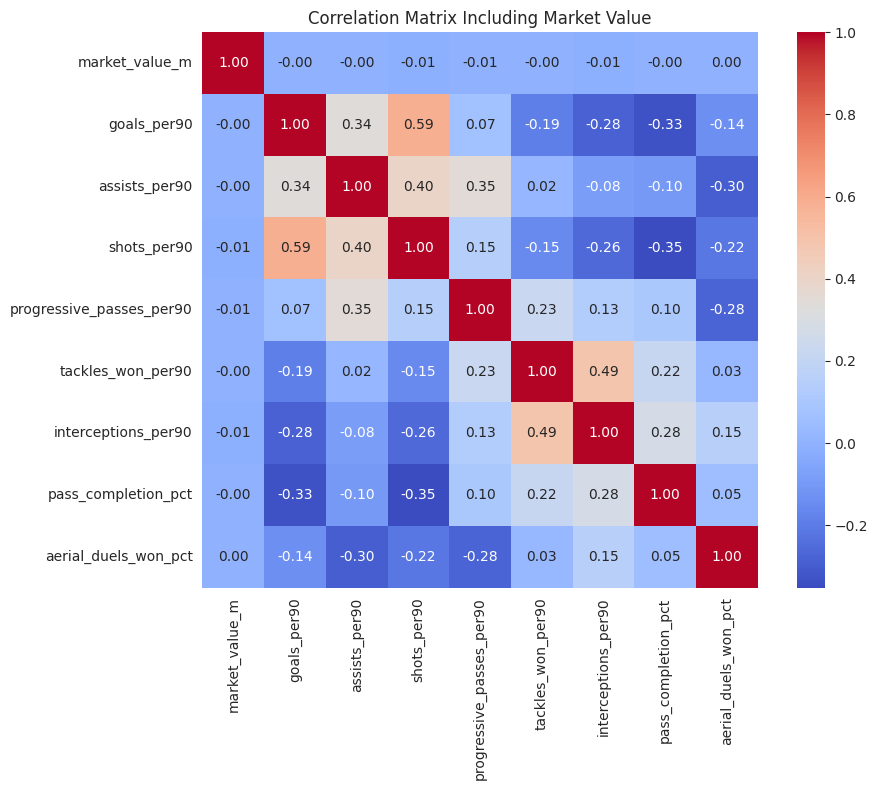 Correlation Matrix Including Market Value
market_value_m 1.00 -0.00 -0.00 -0.01 -0.01 -0.00 -0.01 -0.00 0.00
goals_per90 -0.00 1.00 0.34 0.59 0.07 -0.19 -0.28 -0.33 -0.14
assists_per90 -0.00 0.34 1.00 0.40 0.35 0.02 -0.08 -0.10 -0.30
shots_per90 -0.01 0.59 0.40 1.00 0.15 -0.15 -0.26 -0.35 -0.22
progressive_passes_per90 -0.01 0.07 0.35 0.15 1.00 0.23 0.13 0.10 -0.28
tackles_won_per90 -0.00 -0.19 0.02 -0.15 0.23 1.00 0.49 0.22 0.03
interceptions_per90 -0.01 -0.28 -0.08 -0.26 0.13 0.49 1.00 0.28 0.15
pass_completion_pct -0.00 -0.33 -0.10 -0.35 0.10 0.22 0.28 1.00 0.05
aerial_duels_won_pct 0.00 -0.14 -0.30 -0.22 -0.28 0.03 0.15 0.05 1.00
market_value_m
goals_per90
assists_per90
shots_per90
progressive_passes_per90
tackles_won_per90
interceptions_per90
pass_completion_pct
aerial_duels_won_pct
1.0
0.8
0.6
0.4
0.2
0.0
−0.2